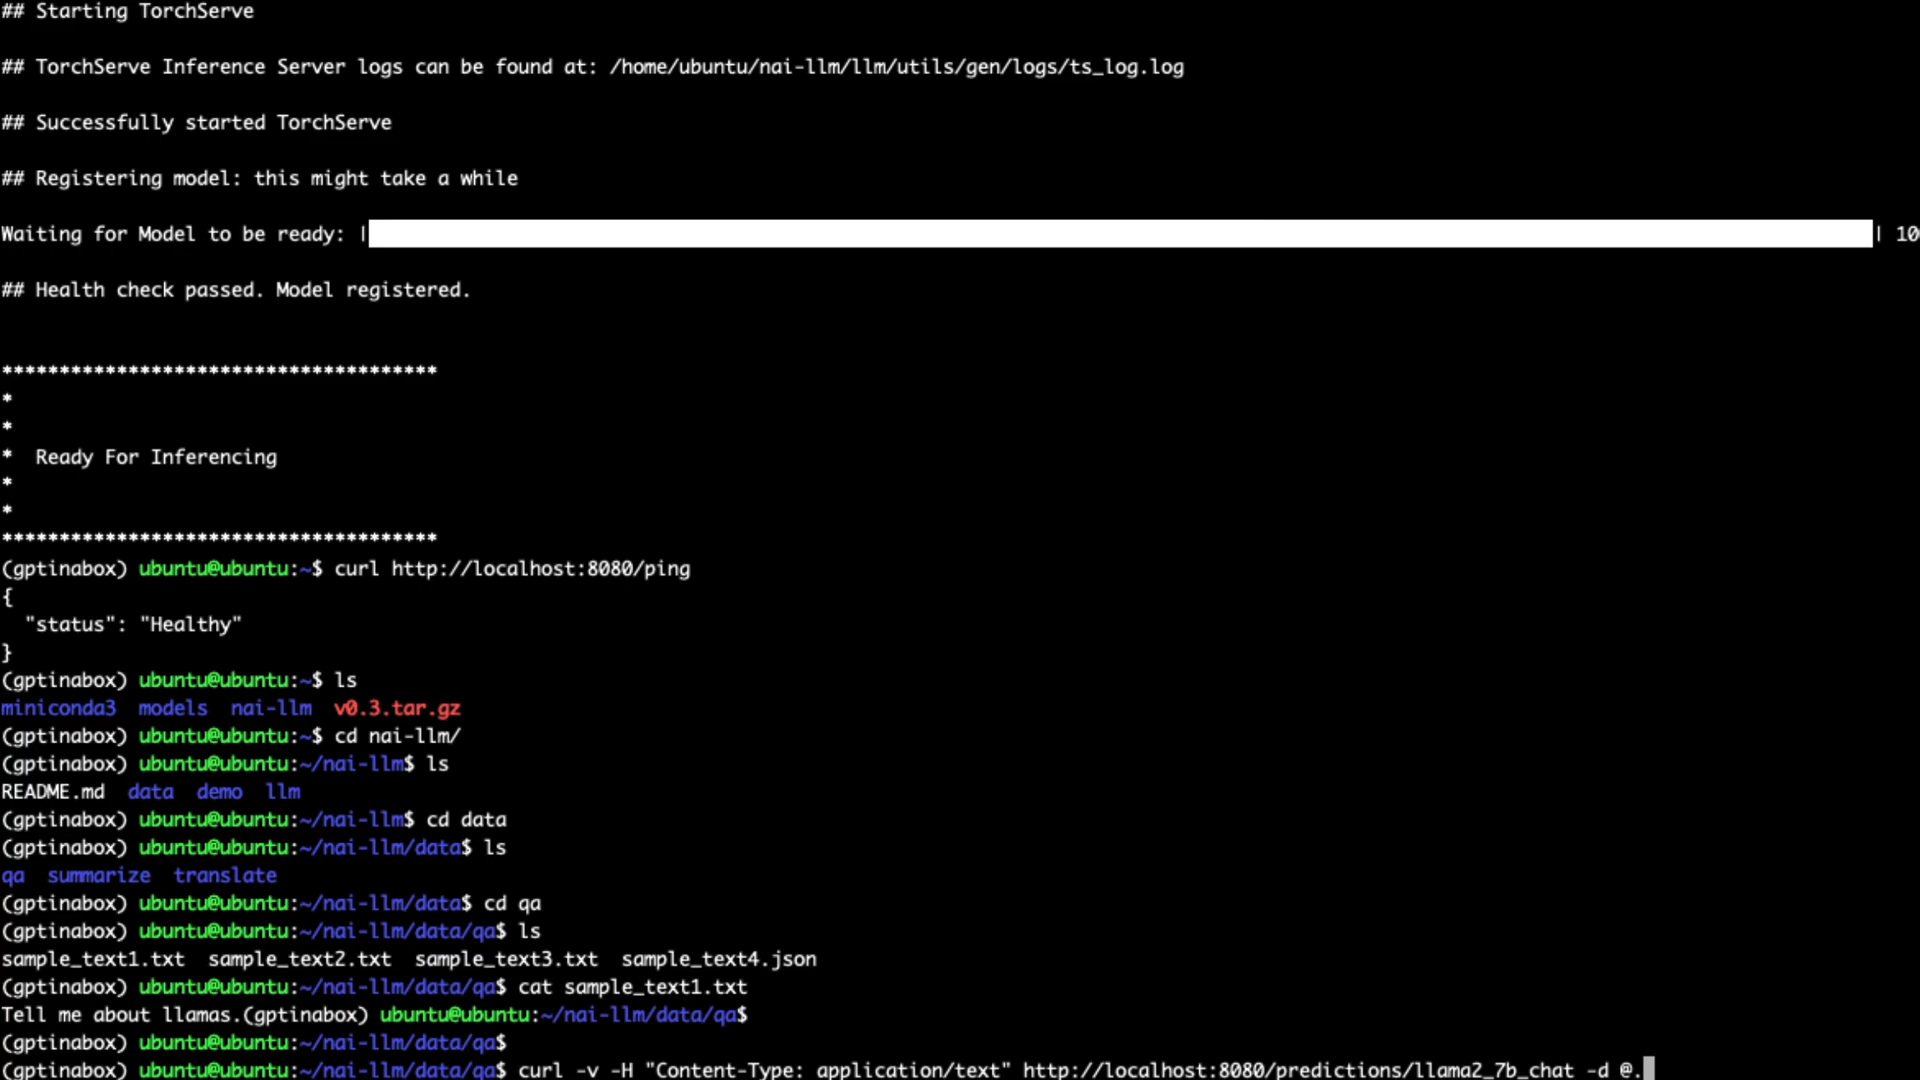 ## Starting TorchServe
## TorchServe Inference Server logs can be found at: /home/ubuntu/nai-llm/llm/utils/gen/logs/ts_log.log
## Successfully started TorchServe
## Registering model: this might take a while
Waiting for Model to be ready: | | 10
## Health check passed. Model registered.
**************************************
*
*
*  Ready For Inferencing
*
*
**************************************
(gptinabox) ubuntu@ubuntu:~$ curl http://localhost:8080/ping
{
  "status": "Healthy"
}
(gptinabox) ubuntu@ubuntu:~$ ls
miniconda3  models  nai-llm  v0.3.tar.gz
(gptinabox) ubuntu@ubuntu:~$ cd nai-llm/
(gptinabox) ubuntu@ubuntu:~/nai-llm$ ls
README.md  data  demo  llm
(gptinabox) ubuntu@ubuntu:~/nai-llm$ cd data
(gptinabox) ubuntu@ubuntu:~/nai-llm/data$ ls
qa  summarize  translate
(gptinabox) ubuntu@ubuntu:~/nai-llm/data$ cd qa
(gptinabox) ubuntu@ubuntu:~/nai-llm/data/qa$ ls
sample_text1.txt  sample_text2.txt  sample_text3.txt  sample_text4.json
(gptinabox) ubuntu@ubuntu:~/nai-llm/data/qa$ cat sample_text1.txt
Tell me about llamas.(gptinabox) ubuntu@ubuntu:~/nai-llm/data/qa$
(gptinabox) ubuntu@ubuntu:~/nai-llm/data/qa$
(gptinabox) ubuntu@ubuntu:~/nai-llm/data/qa$ curl -v -H "Content-Type: application/text" http://localhost:8080/predictions/llama2_7b_chat -d @.